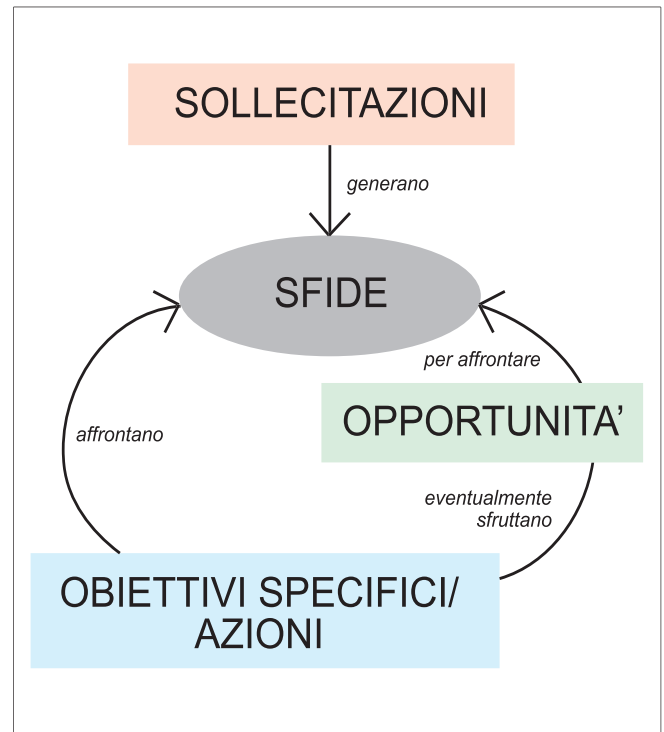 SOLLECITAZIONI
generano
SFIDE
per affrontare
OPPORTUNITA’
affrontano
eventualmente
sfruttano
OBIETTIVI SPECIFICI/
AZIONI